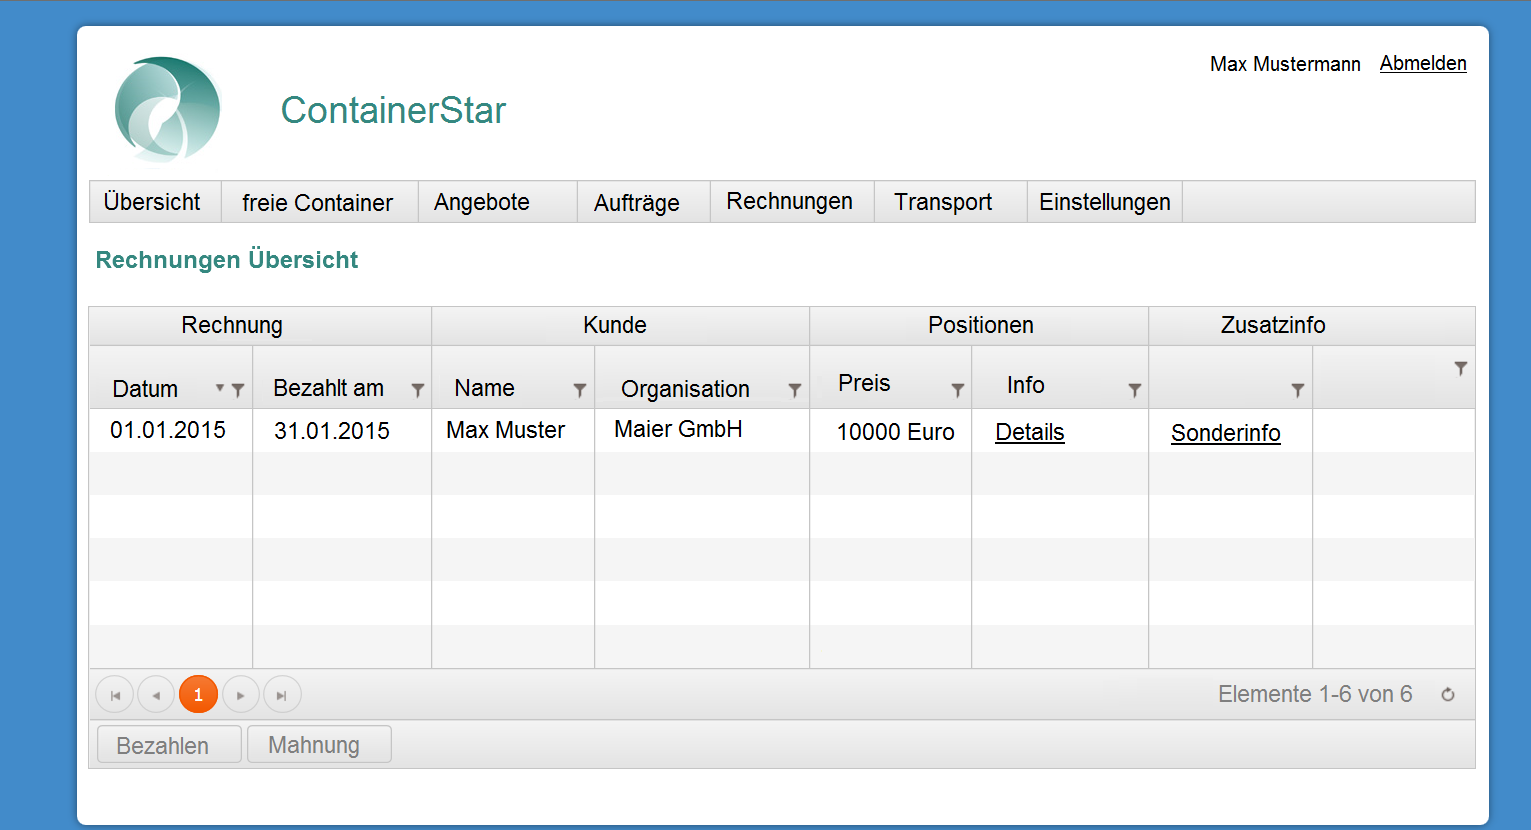 Max Mustermann Abmelden
ContainerStar
Übersicht freie Container Angebote Aufträge Rechnungen Transport Einstellungen
Rechnungen Übersicht
Rechnung Kunde Positionen Zusatzinfo
Datum Bezahlt am Name Organisation Preis Info
01.01.2015 31.01.2015 Max Muster Maier GmbH 10000 Euro Details Sonderinfo
1 Elemente 1-6 von 6
Bezahlen Mahnung